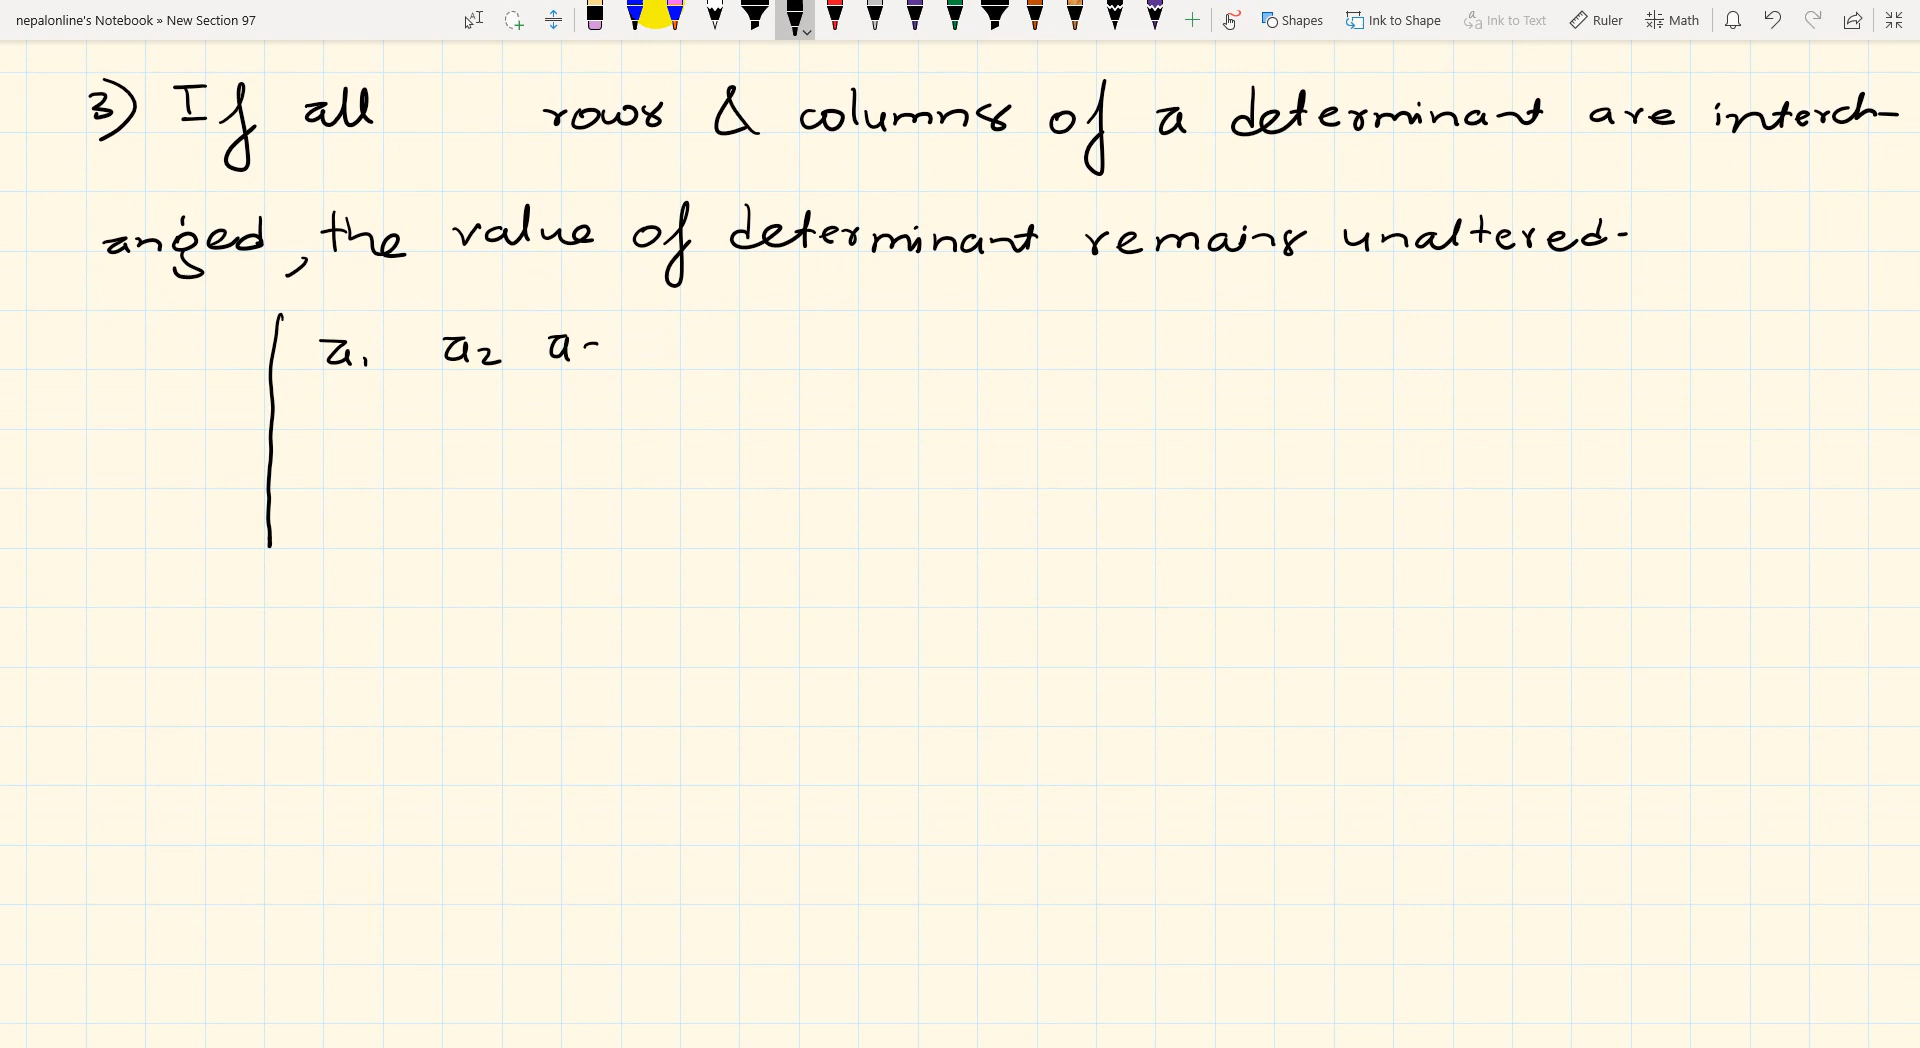 nepalonline's Notebook » New Section 97
Shapes Ink to Shape Ink to Text Ruler Math
3) If all rows & columns of a determinant are interch-
anged, the value of determinant remains unaltered.
a₁ a₂ a